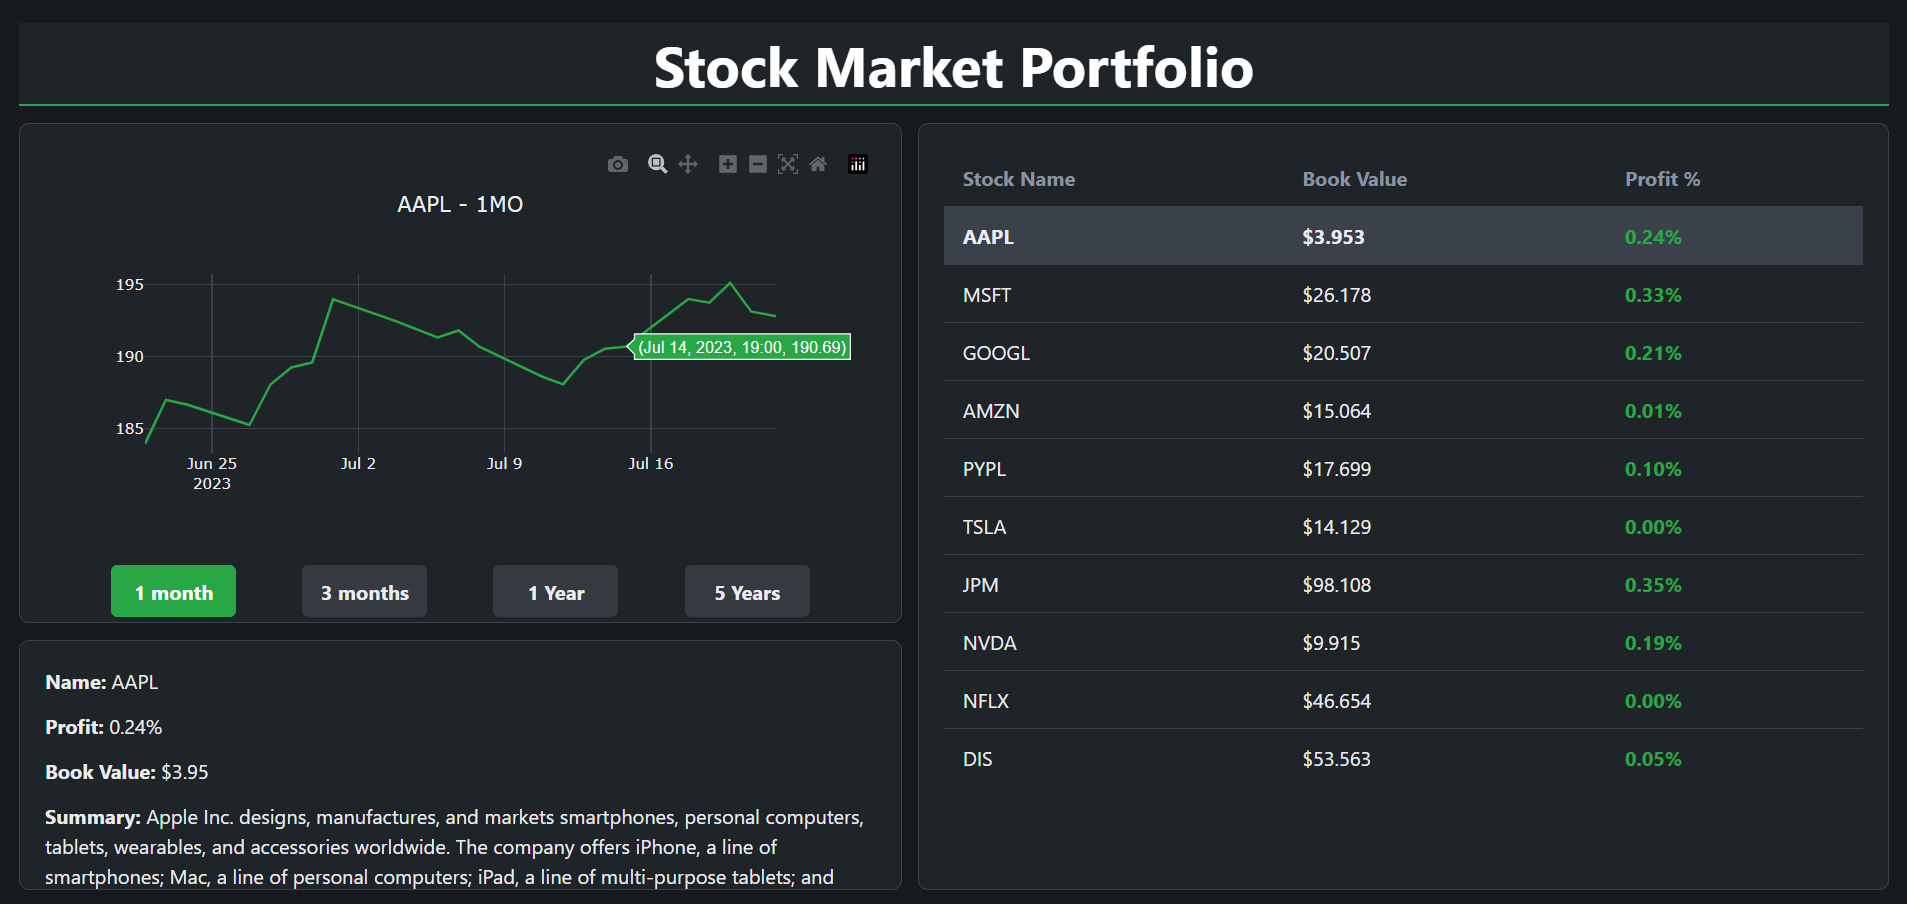 Stock Market Portfolio
AAPL - 1MO
195
190
185
(Jul 14, 2023, 19:00, 190.69)
Jun 25
2023
Jul 2
Jul 9
Jul 16
1 month
3 months
1 Year
5 Years
Name: AAPL
Profit: 0.24%
Book Value: $3.95
Summary: Apple Inc. designs, manufactures, and markets smartphones, personal computers,
tablets, wearables, and accessories worldwide. The company offers iPhone, a line of
smartphones; Mac, a line of personal computers; iPad, a line of multi-purpose tablets; and
Stock Name Book Value Profit %
AAPL $3.953 0.24%
MSFT $26.178 0.33%
GOOGL $20.507 0.21%
AMZN $15.064 0.01%
PYPL $17.699 0.10%
TSLA $14.129 0.00%
JPM $98.108 0.35%
NVDA $9.915 0.19%
NFLX $46.654 0.00%
DIS $53.563 0.05%